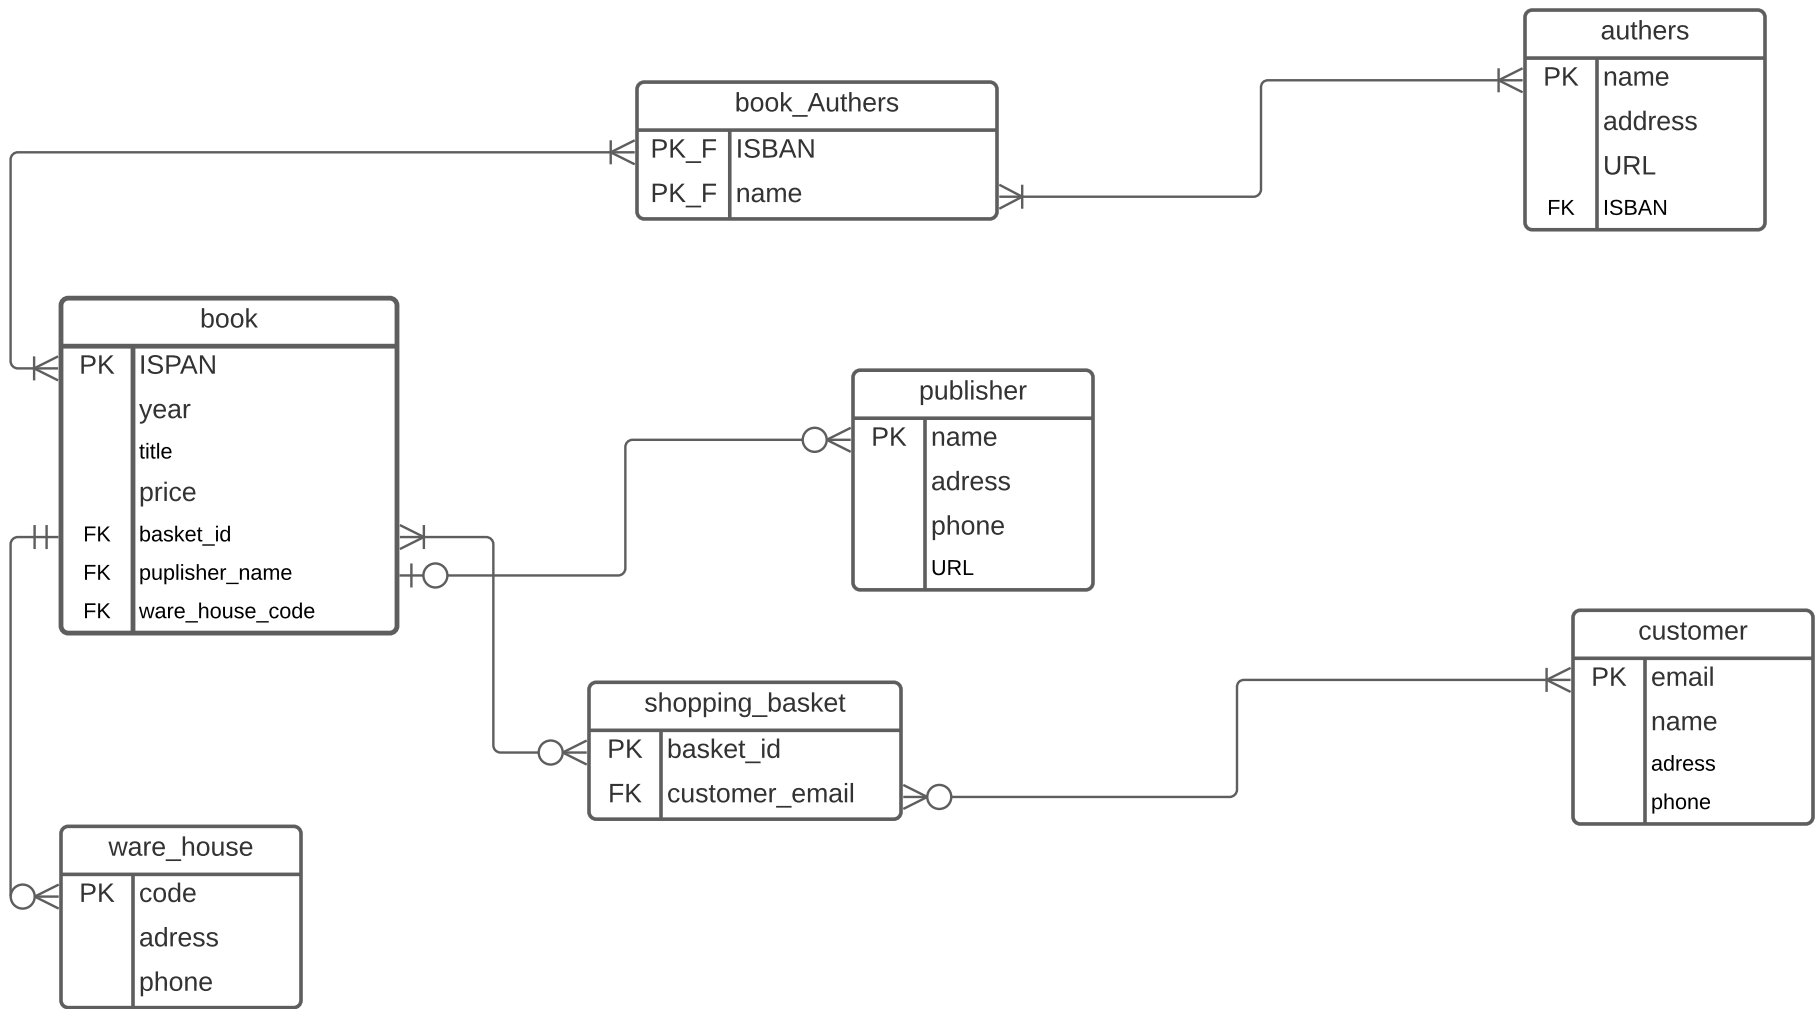 authers
PK name
address
URL
FK ISBAN
book_Authers
PK_F ISBAN
PK_F name
book
PK ISPAN
year
title
price
FK basket_id
FK puplisher_name
FK ware_house_code
publisher
PK name
adress
phone
URL
customer
PK email
name
adress
phone
shopping_basket
PK basket_id
FK customer_email
ware_house
PK code
adress
phone